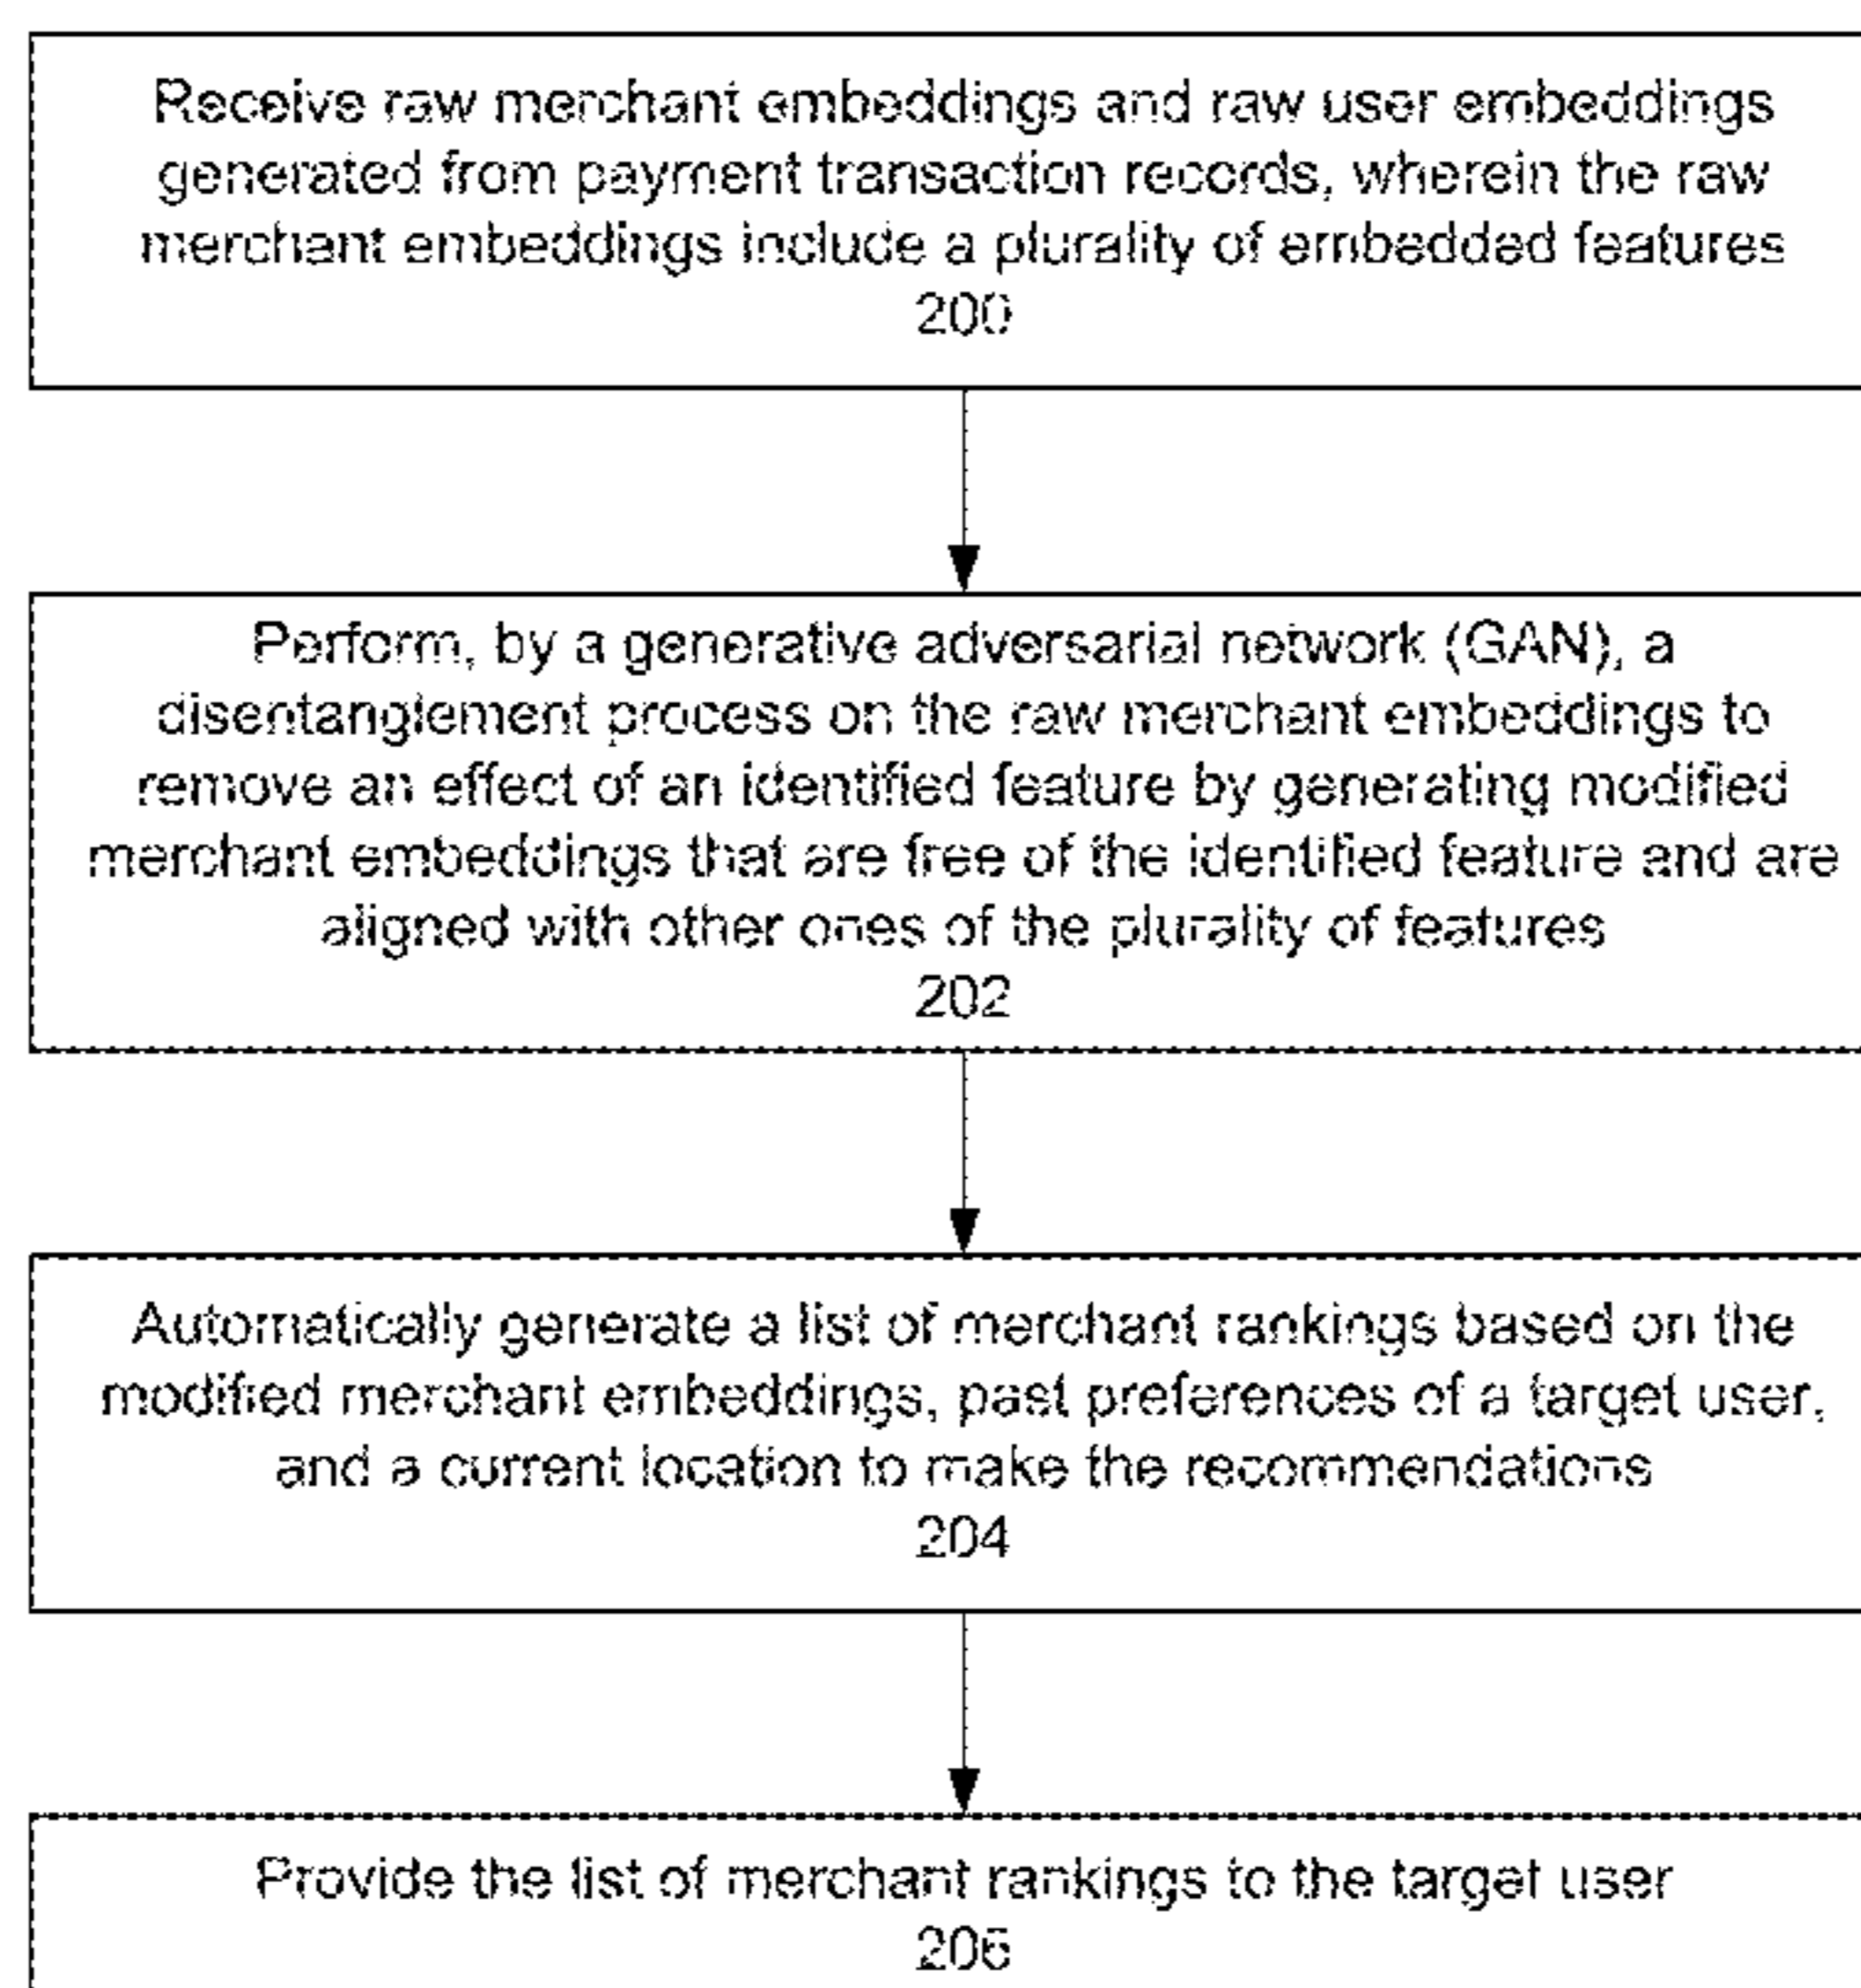 Receive raw merchant embeddings and raw user embeddings
generated from payment transaction records, wherein the raw
merchant embeddings include a plurality of embedded features
200
Perform, by a generative adversarial network (GAN), a
disentanglement process on the raw merchant embeddings to
remove an effect of an identified feature by generating modified
merchant embeddings that are free of the identified feature and are
aligned with other ones of the plurality of features
202
Automatically generate a list of merchant rankings based on the
modified merchant embeddings, past preferences of a target user,
and a current location to make the recommendations
204
Provide the list of merchant rankings to the target user
206